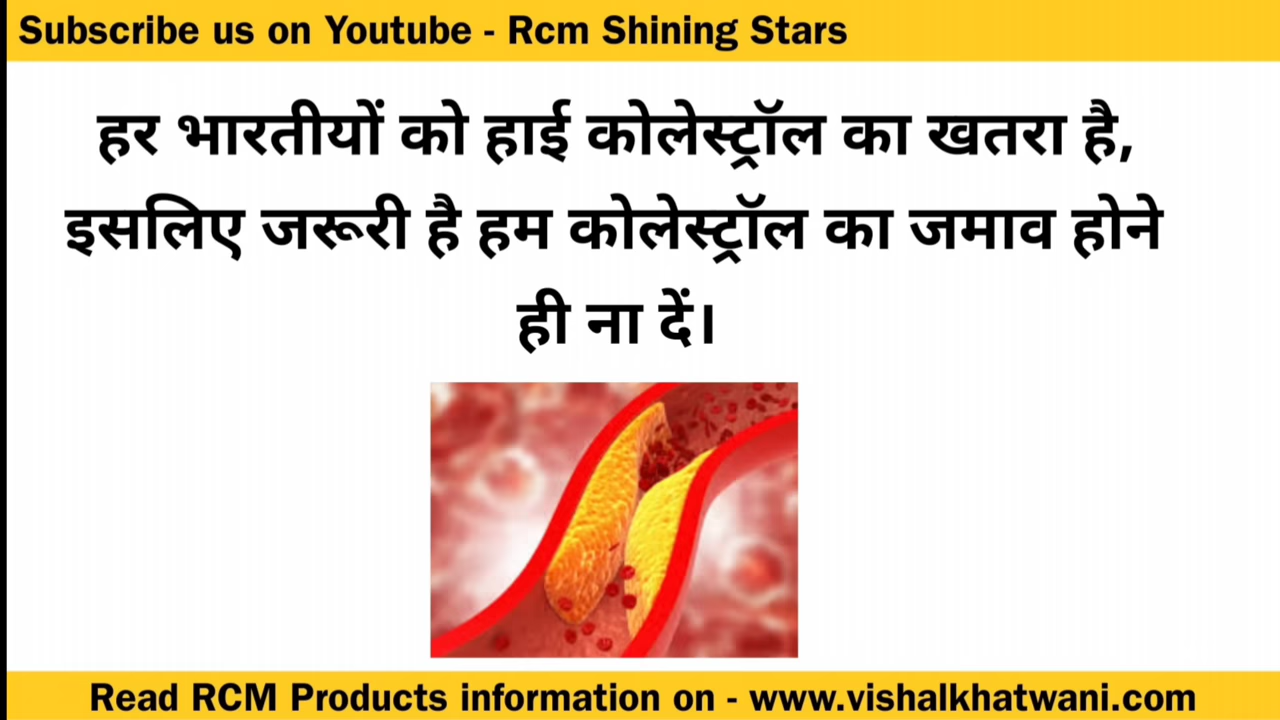 Subscribe us on Youtube - Rcm Shining Stars
हर भारतीयों को हाई कोलेस्ट्रॉल का खतरा है,
इसलिए जरूरी है हम कोलेस्ट्रॉल का जमाव होने
ही ना दें।
Read RCM Products information on - www.vishalkhatwani.com